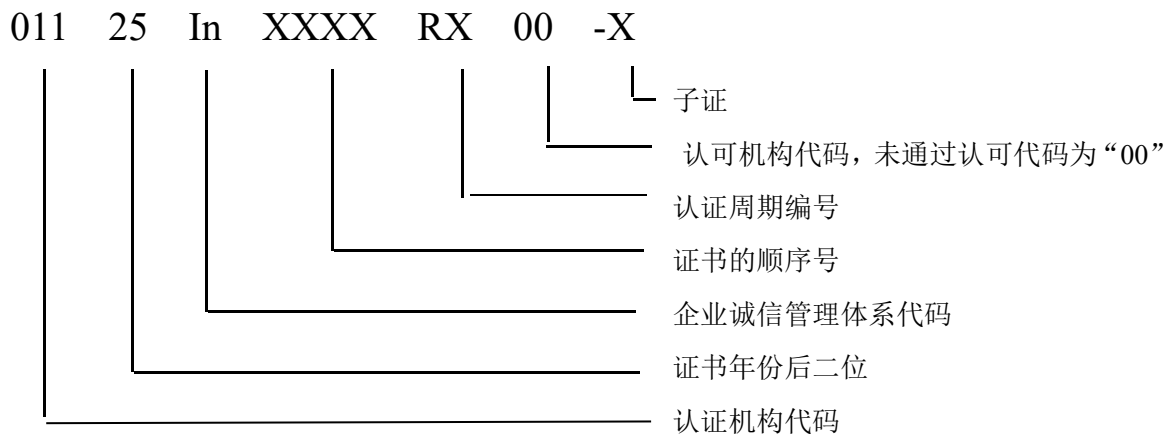 011 25 In XXXX RX 00 -X
子证
认可机构代码，未通过认可代码为“00”
认证周期编号
证书的顺序号
企业诚信管理体系代码
证书年份后二位
认证机构代码